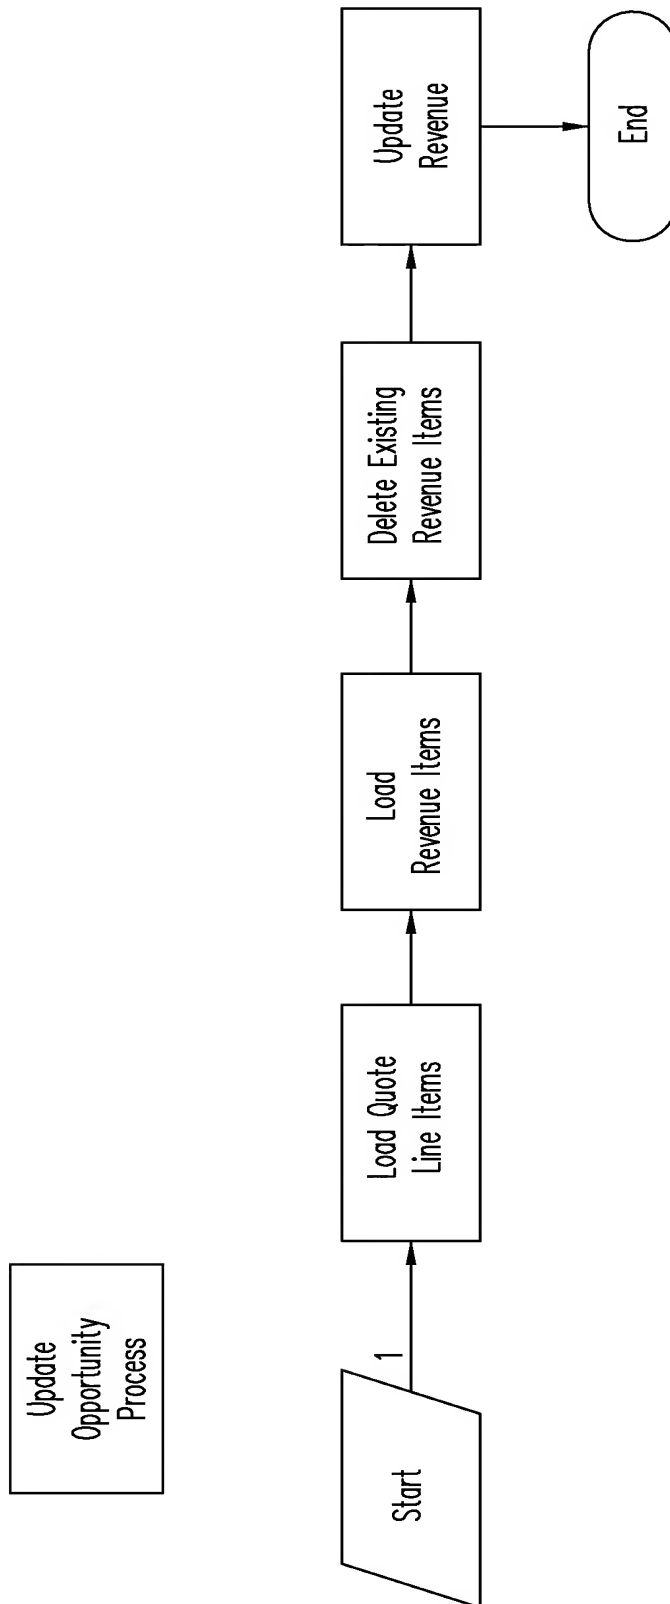 Update
Opportunity
Process
Start
1
Load Quote
Line Items
Load
Revenue Items
Delete Existing
Revenue Items
Update
Revenue
End